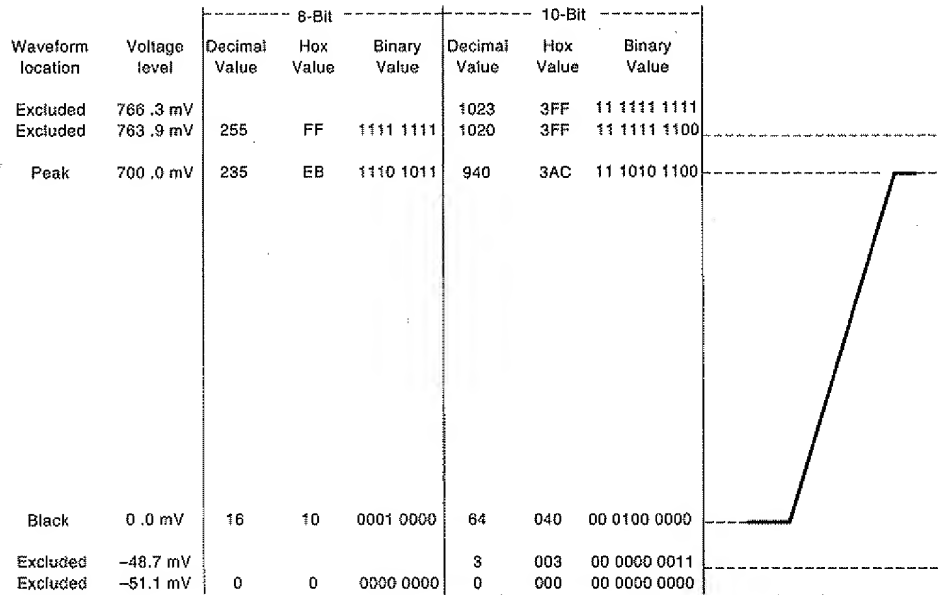 8-Bit 10-Bit
Waveform Voltage Decimal Hox Binary Decimal Hox Binary
location level Value Value Value Value Value Value
Excluded 766 .3 mV 1023 3FF 11 1111 1111
Excluded 763 .9 mV 255 FF 1111 1111 1020 3FF 11 1111 1100
Peak 700 .0 mV 235 EB 1110 1011 940 3AC 11 1010 1100
Black 0 .0 mV 16 10 0001 0000 64 040 00 0100 0000
Excluded –48.7 mV 3 003 00 0000 0011
Excluded –51.1 mV 0 0 0000 0000 0 000 00 0000 0000